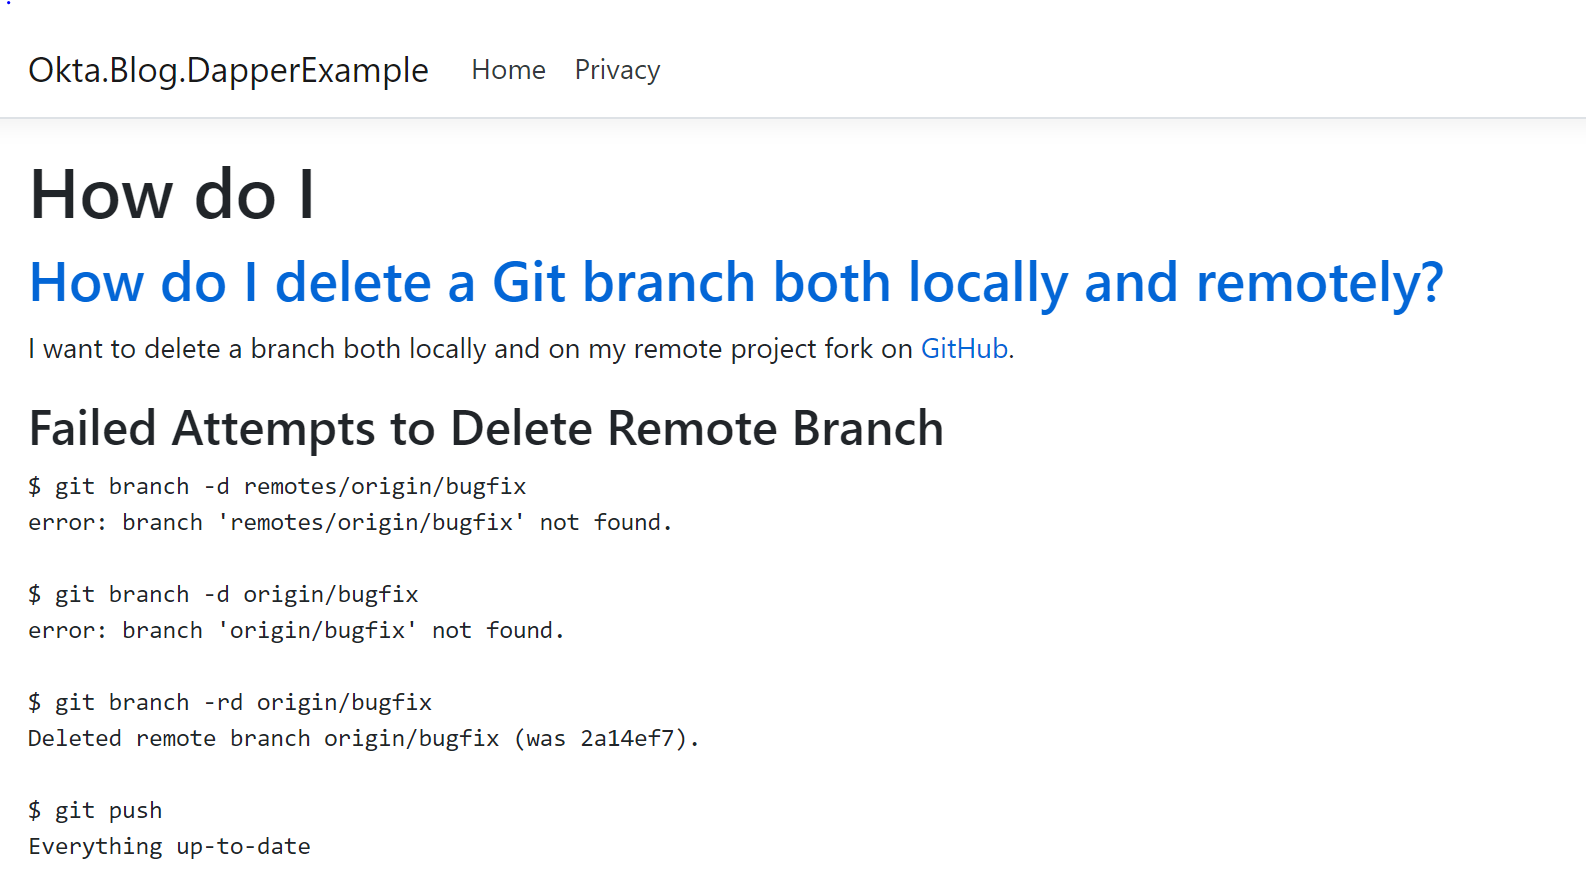 Okta.Blog.DapperExample Home Privacy
How do I
How do I delete a Git branch both locally and remotely?
I want to delete a branch both locally and on my remote project fork on GitHub.
Failed Attempts to Delete Remote Branch
$ git branch -d remotes/origin/bugfix
error: branch 'remotes/origin/bugfix' not found.
$ git branch -d origin/bugfix
error: branch 'origin/bugfix' not found.
$ git branch -rd origin/bugfix
Deleted remote branch origin/bugfix (was 2a14ef7).
$ git push
Everything up-to-date